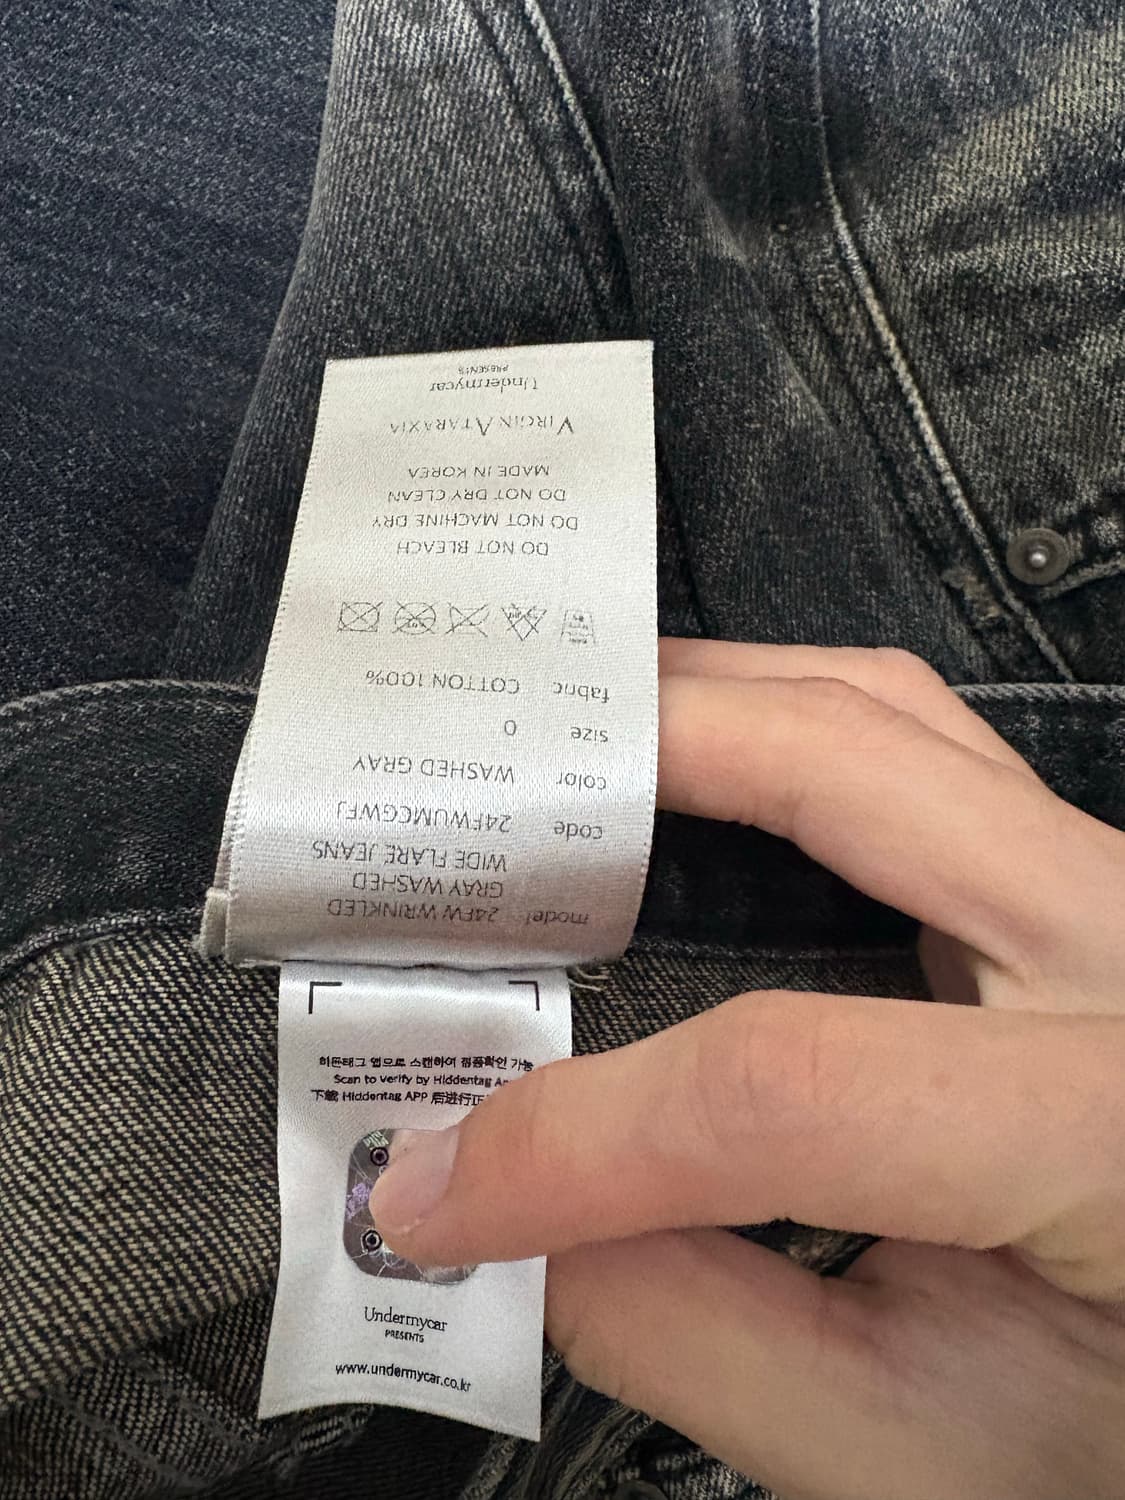 model 24FW WRINKLED
GRAY WASHED
WIDE FLARE JEANS
code 24FWUMCGWFJ
color WASHED GRAY
size 0
fabric COTTON 100%
DO NOT BLEACH
DO NOT MACHINE DRY
DO NOT DRY CLEAN
MADE IN KOREA
VIRGIN ATARAXIA
Undermycar
PRESENTS
히든태그 앱으로 스캔하여 정품확인 가능
Scan to verify by Hiddentag
下載 Hiddentag APP 后进行正
Undermycar
PRESENTS
www.undermycar.co.kr